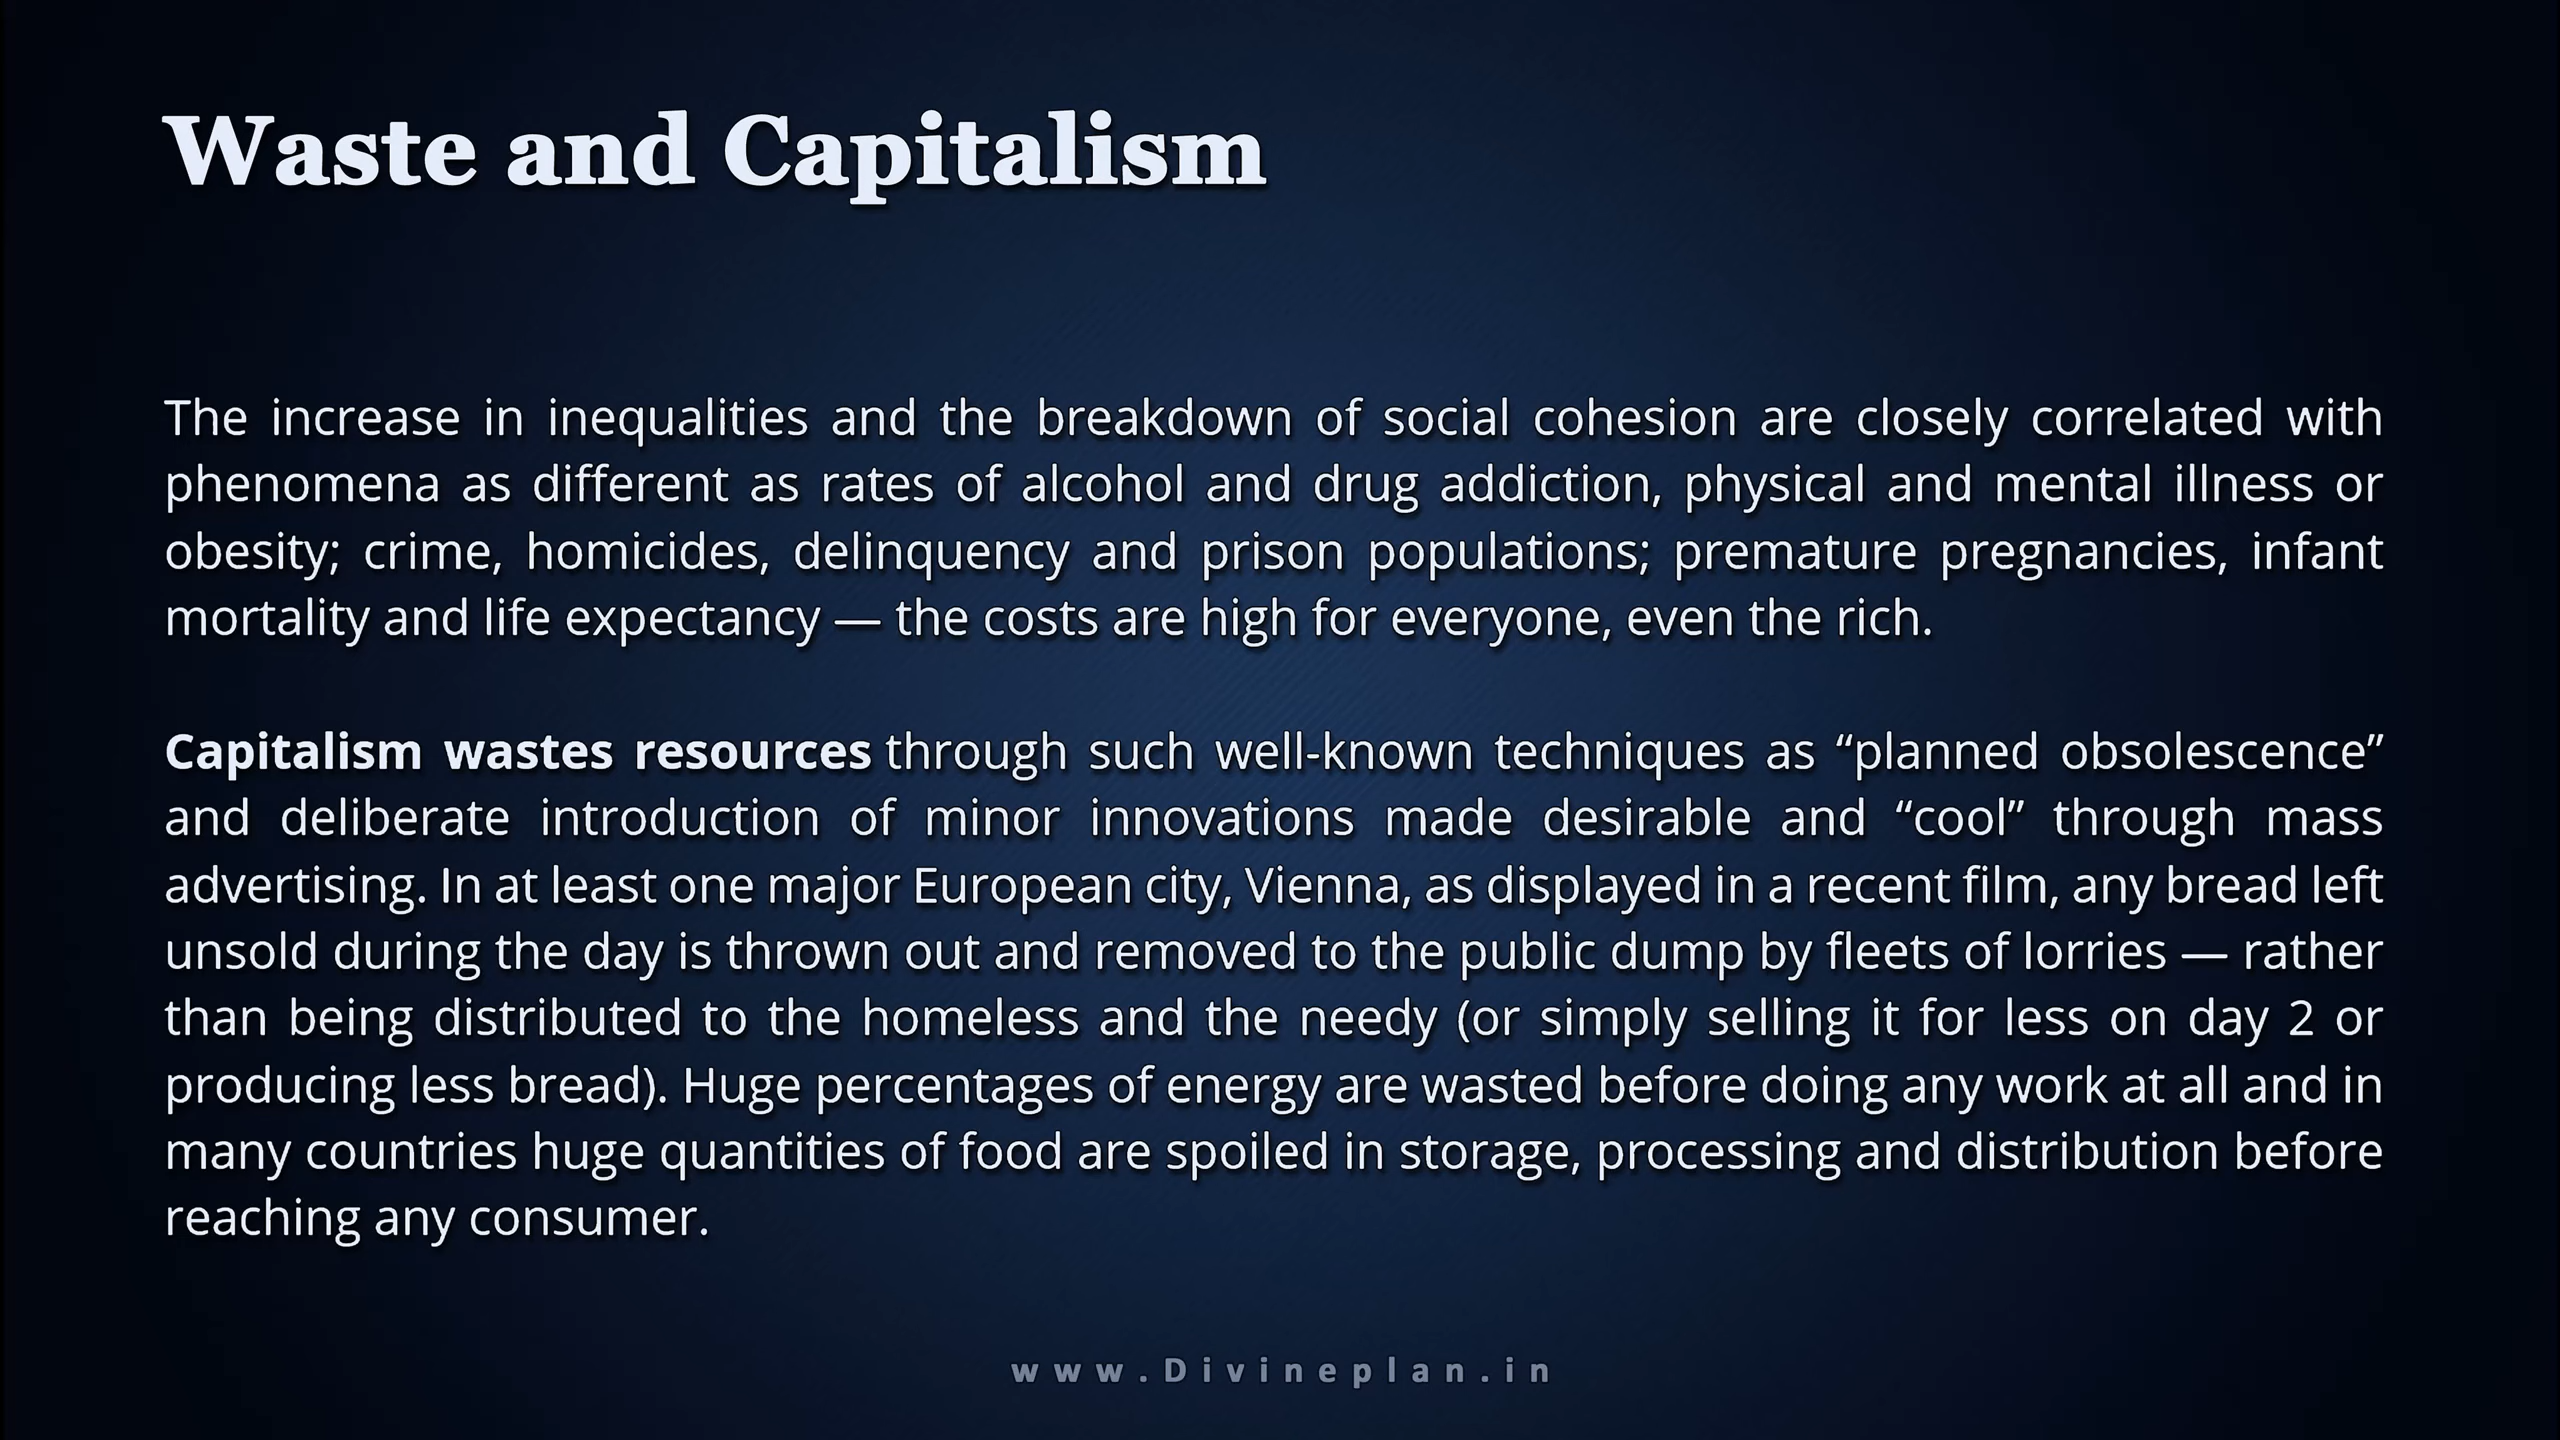 Waste and Capitalism
The increase in inequalities and the breakdown of social cohesion are closely correlated with
phenomena as different as rates of alcohol and drug addiction, physical and mental illness or
obesity; crime, homicides, delinquency and prison populations; premature pregnancies, infant
mortality and life expectancy — the costs are high for everyone, even the rich.
Capitalism wastes resources through such well-known techniques as “planned obsolescence”
and deliberate introduction of minor innovations made desirable and “cool” through mass
advertising. In at least one major European city, Vienna, as displayed in a recent film, any bread left
unsold during the day is thrown out and removed to the public dump by fleets of lorries — rather
than being distributed to the homeless and the needy (or simply selling it for less on day 2 or
producing less bread). Huge percentages of energy are wasted before doing any work at all and in
many countries huge quantities of food are spoiled in storage, processing and distribution before
reaching any consumer.
www.Divineplan.in